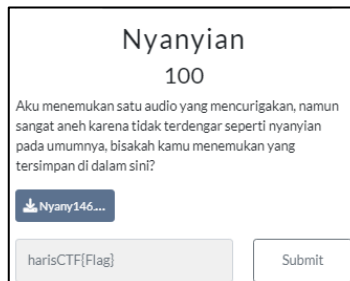 Nyanyian
100
Aku menemukan satu audio yang mencurigakan, namun
sangat aneh karena tidak terdengar seperti nyanyian
pada umumnya, bisakah kamu menemukan yang
tersimpan di dalam sini?
Nyany146....
harisCTF{Flag}
Submit